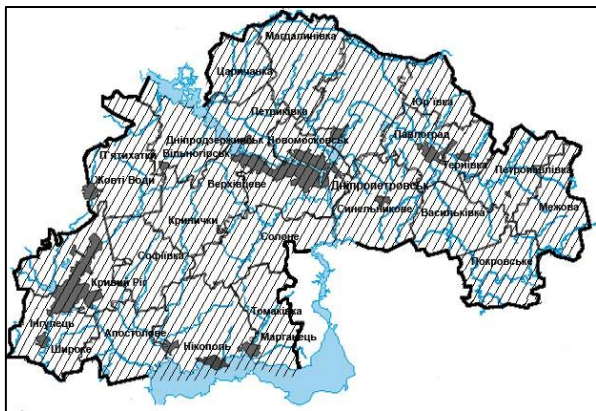 Магдалинівка
Царичанка
Петриківка
Юр'ївка
Дніпродзержинськ Новомосковськ
Павлоград
П'ятихатки
Вільногірськ
Тернівка
Петропавлівка
Жовті Води
Верхівцеве
Дніпропетровськ
Синельникове
Васильківка
Межова
Кринички
Солоне
Софіївка
Покровське
Кривий Ріг
Інгулець
Апостолове
Томаківка
Широке
Нікополь
Марганець